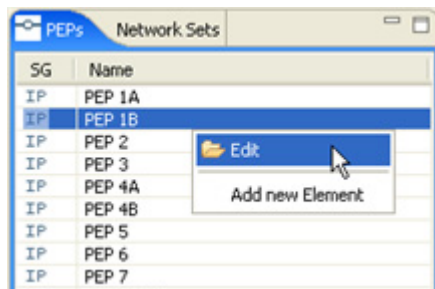 PEPs Network Sets
SG Name
IP PEP 1A
IP PEP 1B
IP PEP 2
IP PEP 3
IP PEP 4A
IP PEP 4B
IP PEP 5
IP PEP 6
IP PEP 7
Edit
Add new Element